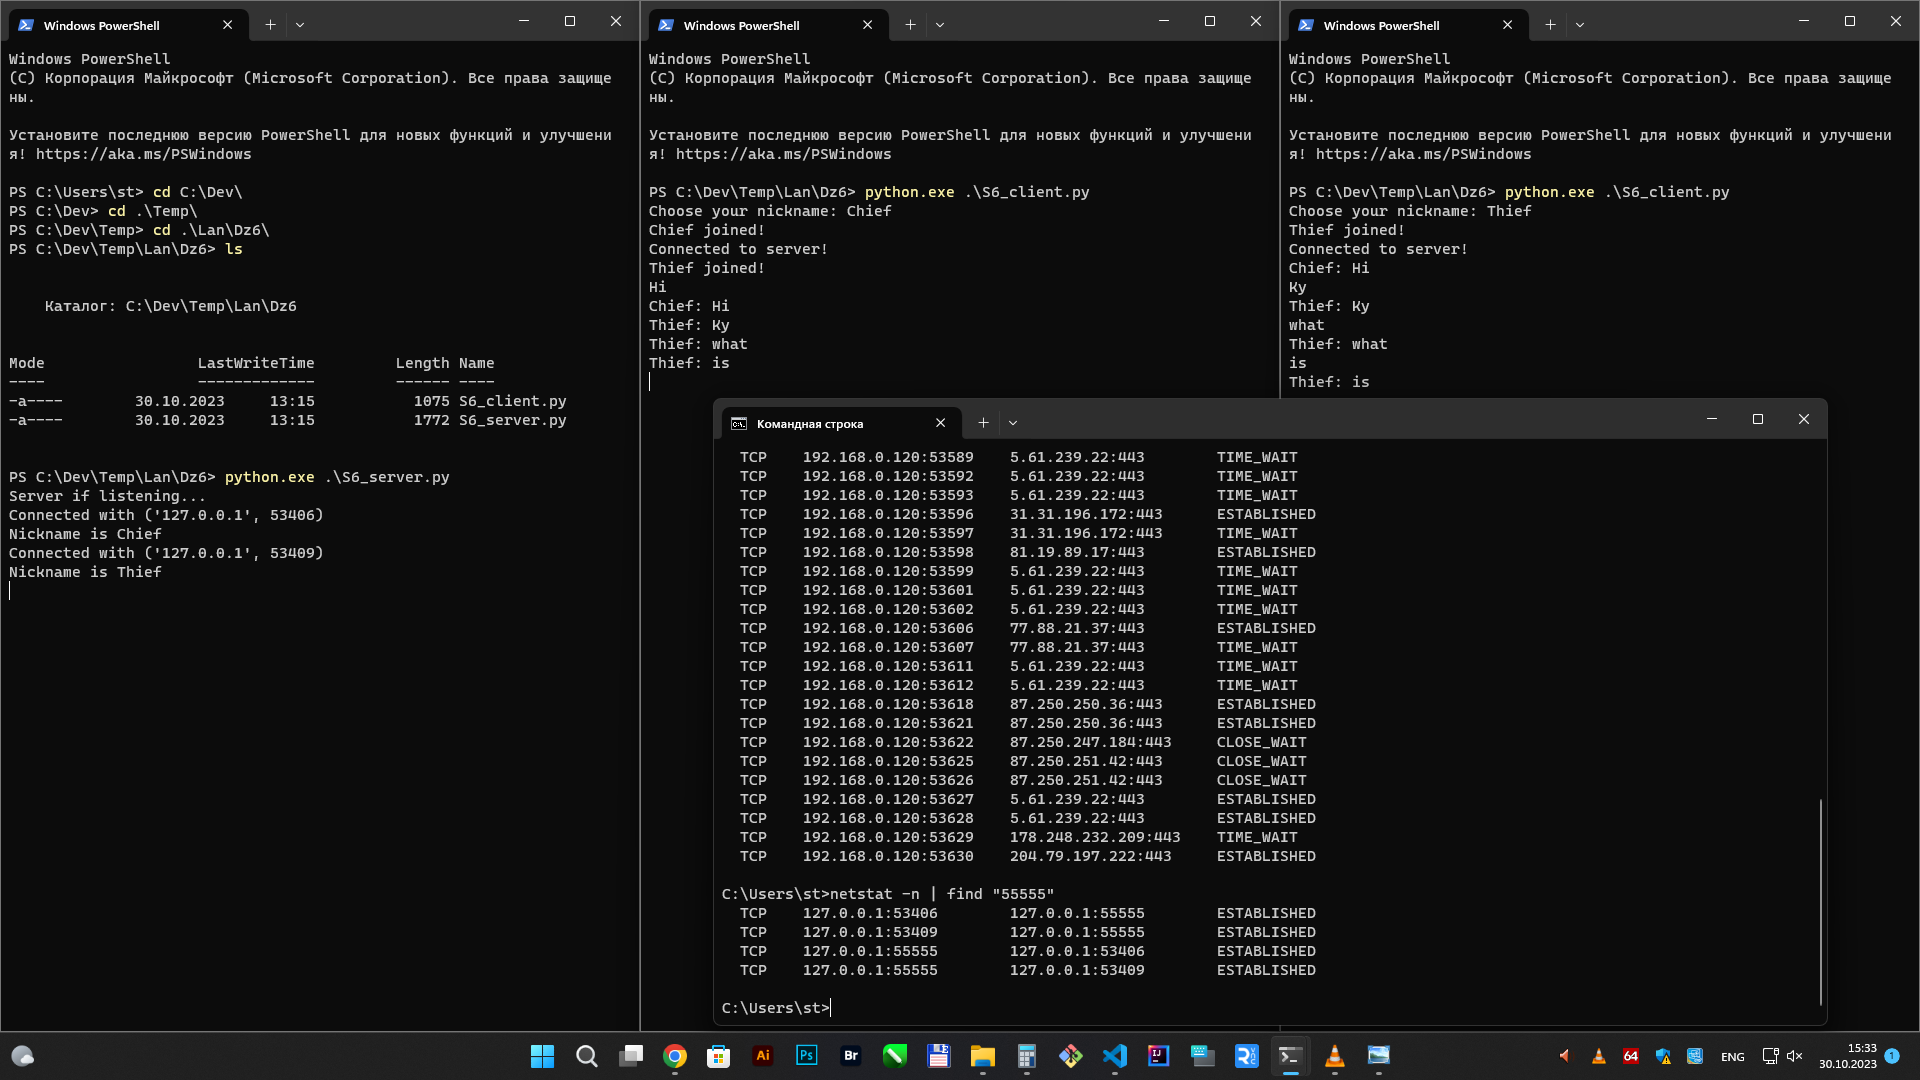 Windows PowerShell
Windows PowerShell
(C) Корпорация Майкрософт (Microsoft Corporation). Все права защище
ны.
Установите последнюю версию PowerShell для новых функций и улучшени
я! https://aka.ms/PSWindows
PS C:\Users\st> cd C:\Dev\
PS C:\Dev> cd .\Temp\
PS C:\Dev\Temp> cd .\Lan\Dz6\
PS C:\Dev\Temp\Lan\Dz6> ls
Каталог: C:\Dev\Temp\Lan\Dz6
Mode LastWriteTime Length Name
---- ------------- ------ ----
-a---- 30.10.2023 13:15 1075 S6_client.py
-a---- 30.10.2023 13:15 1772 S6_server.py
PS C:\Dev\Temp\Lan\Dz6> python.exe .\S6_server.py
Server if listening...
Connected with ('127.0.0.1', 53406)
Nickname is Chief
Connected with ('127.0.0.1', 53409)
Nickname is Thief
Windows PowerShell
Windows PowerShell
(C) Корпорация Майкрософт (Microsoft Corporation). Все права защище
ны.
Установите последнюю версию PowerShell для новых функций и улучшени
я! https://aka.ms/PSWindows
PS C:\Dev\Temp\Lan\Dz6> python.exe .\S6_client.py
Choose your nickname: Chief
Chief joined!
Connected to server!
Thief joined!
Hi
Chief: Hi
Thief: Ky
Thief: what
Thief: is
Windows PowerShell
Windows PowerShell
(C) Корпорация Майкрософт (Microsoft Corporation). Все права защище
ны.
Установите последнюю версию PowerShell для новых функций и улучшени
я! https://aka.ms/PSWindows
PS C:\Dev\Temp\Lan\Dz6> python.exe .\S6_client.py
Choose your nickname: Thief
Thief joined!
Connected to server!
Chief: Hi
Ky
Thief: Ky
what
Thief: what
is
Thief: is
Командная строка
TCP 192.168.0.120:53589 5.61.239.22:443 TIME_WAIT
TCP 192.168.0.120:53592 5.61.239.22:443 TIME_WAIT
TCP 192.168.0.120:53593 5.61.239.22:443 TIME_WAIT
TCP 192.168.0.120:53596 31.31.196.172:443 ESTABLISHED
TCP 192.168.0.120:53597 31.31.196.172:443 TIME_WAIT
TCP 192.168.0.120:53598 81.19.89.17:443 ESTABLISHED
TCP 192.168.0.120:53599 5.61.239.22:443 TIME_WAIT
TCP 192.168.0.120:53601 5.61.239.22:443 TIME_WAIT
TCP 192.168.0.120:53602 5.61.239.22:443 TIME_WAIT
TCP 192.168.0.120:53606 77.88.21.37:443 ESTABLISHED
TCP 192.168.0.120:53607 77.88.21.37:443 TIME_WAIT
TCP 192.168.0.120:53611 5.61.239.22:443 TIME_WAIT
TCP 192.168.0.120:53612 5.61.239.22:443 TIME_WAIT
TCP 192.168.0.120:53618 87.250.250.36:443 ESTABLISHED
TCP 192.168.0.120:53621 87.250.250.36:443 ESTABLISHED
TCP 192.168.0.120:53622 87.250.247.184:443 CLOSE_WAIT
TCP 192.168.0.120:53625 87.250.251.42:443 CLOSE_WAIT
TCP 192.168.0.120:53626 87.250.251.42:443 CLOSE_WAIT
TCP 192.168.0.120:53627 5.61.239.22:443 ESTABLISHED
TCP 192.168.0.120:53628 5.61.239.22:443 ESTABLISHED
TCP 192.168.0.120:53629 178.248.232.209:443 TIME_WAIT
TCP 192.168.0.120:53630 204.79.197.222:443 ESTABLISHED
C:\Users\st>netstat -n | find "55555"
TCP 127.0.0.1:53406 127.0.0.1:55555 ESTABLISHED
TCP 127.0.0.1:53409 127.0.0.1:55555 ESTABLISHED
TCP 127.0.0.1:55555 127.0.0.1:53406 ESTABLISHED
TCP 127.0.0.1:55555 127.0.0.1:53409 ESTABLISHED
C:\Users\st>
Ai Ps Br IJ 64 ENG 15:33 1
30.10.2023